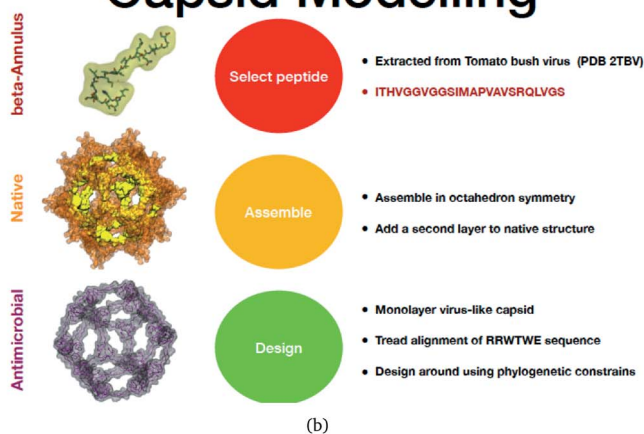 Capsid Modelling
beta-Annulus
Select peptide
• Extracted from Tomato bush virus (PDB 2TBV)
• ITHVGGVGGSIMAPVAVSRQLVGS
Native
Assemble
• Assemble in octahedron symmetry
• Add a second layer to native structure
Antimicrobial
Design
• Monolayer virus-like capsid
• Tread alignment of RRWTWE sequence
• Design around using phylogenetic constrains
(b)